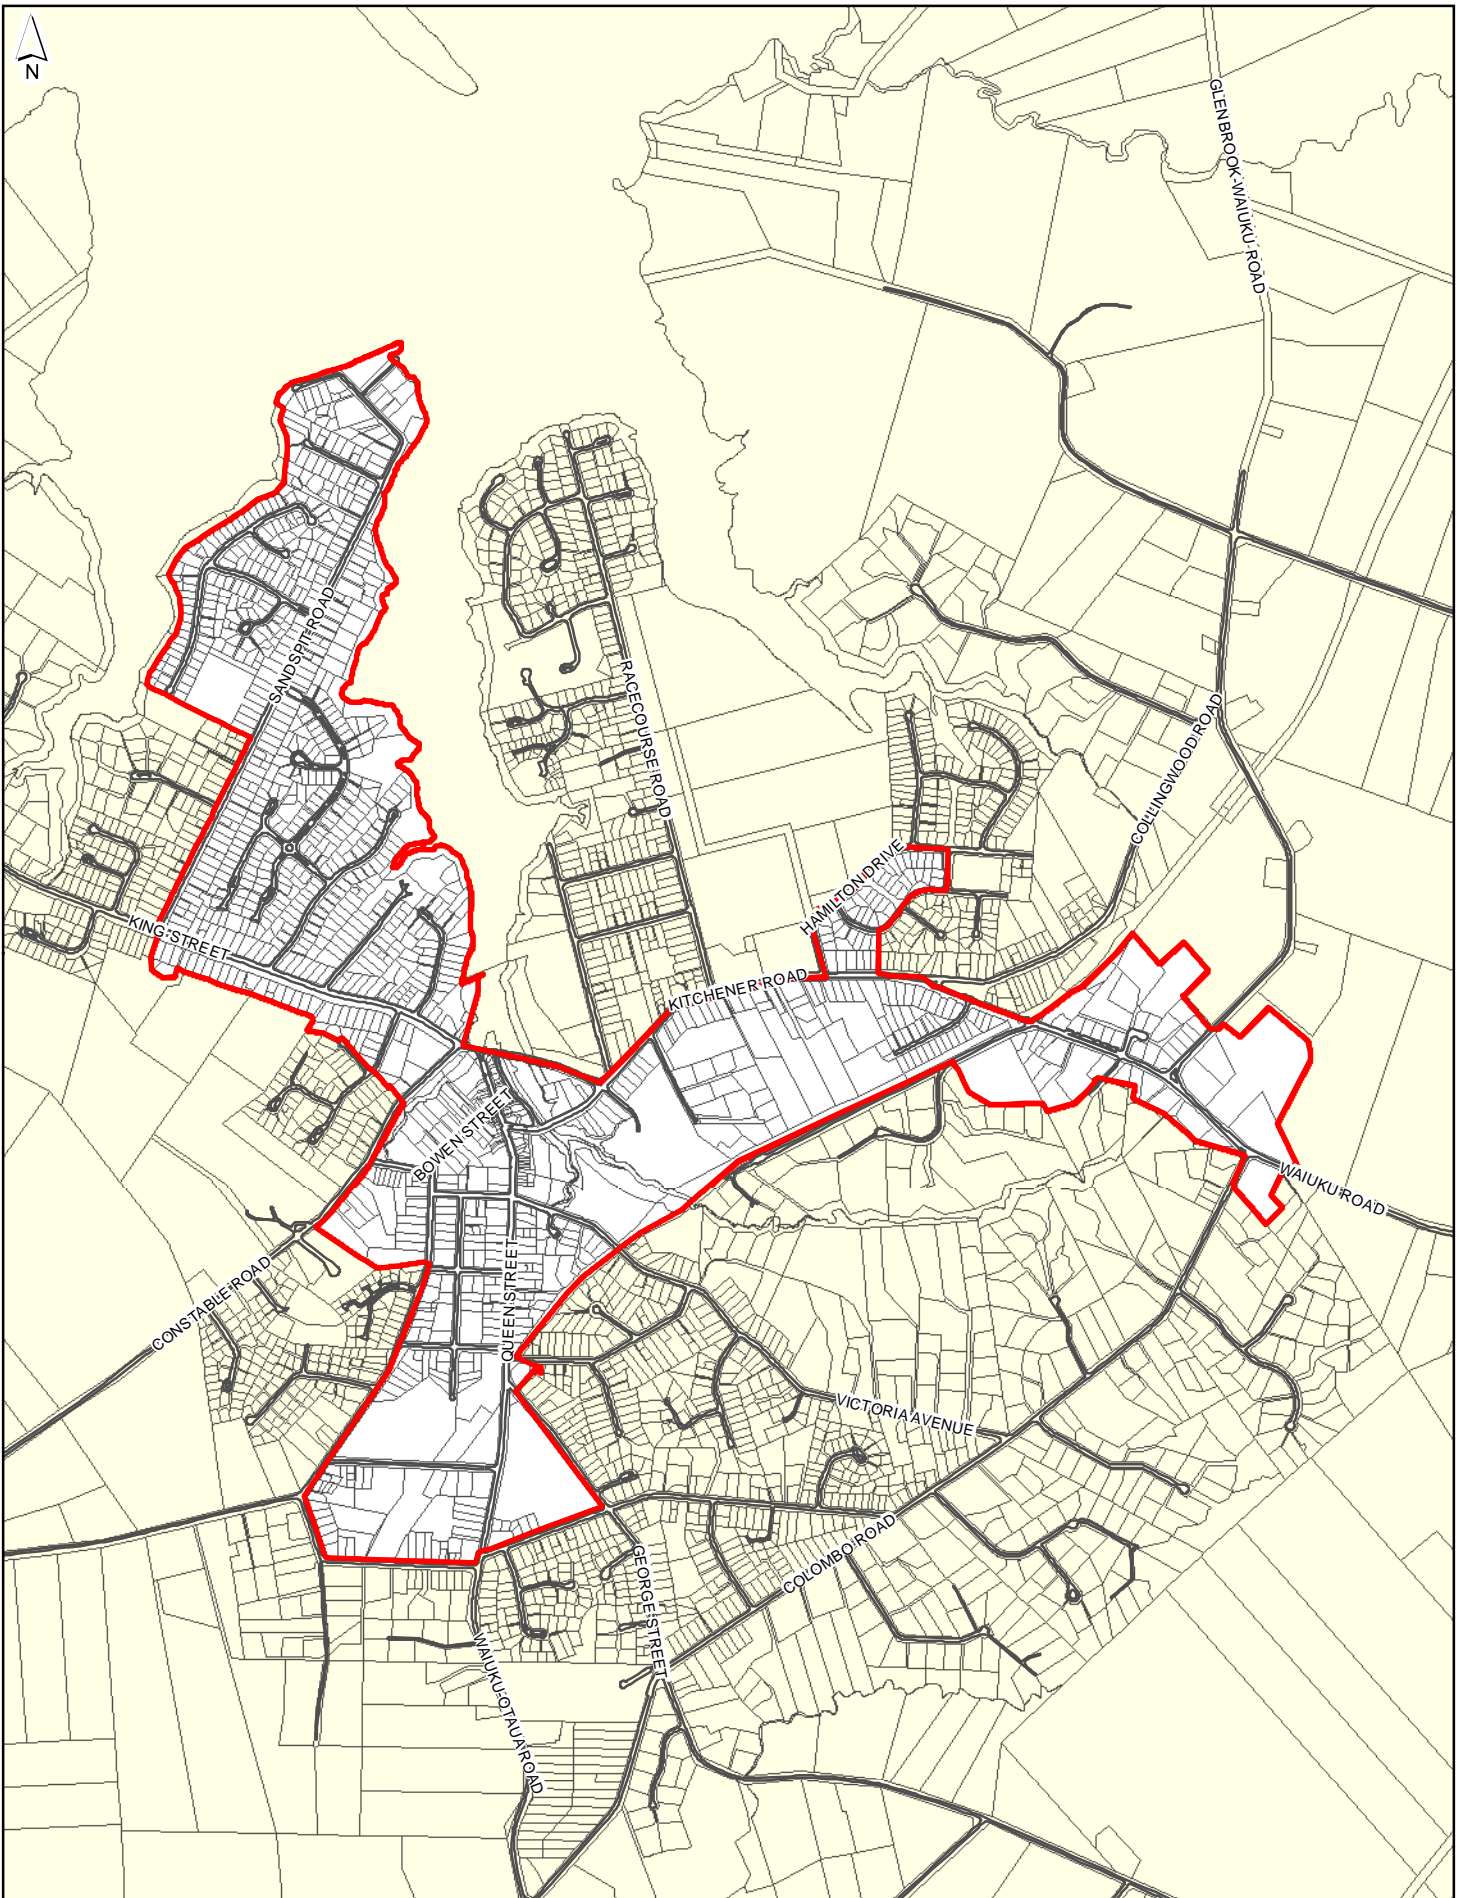 N
GLENBROOK-WAIUKU ROAD
SANDSPIT ROAD
RACECOURSE ROAD
COLLINGWOOD ROAD
HAMILTON DRIVE
KING STREET
KITCHENER ROAD
BOWEN STREET
WAIUKU ROAD
QUEEN STREET
CONSTABLE ROAD
VICTORIA AVENUE
COLOMBO ROAD
GEORGE STREET
WAIUKU-OTAUA ROAD